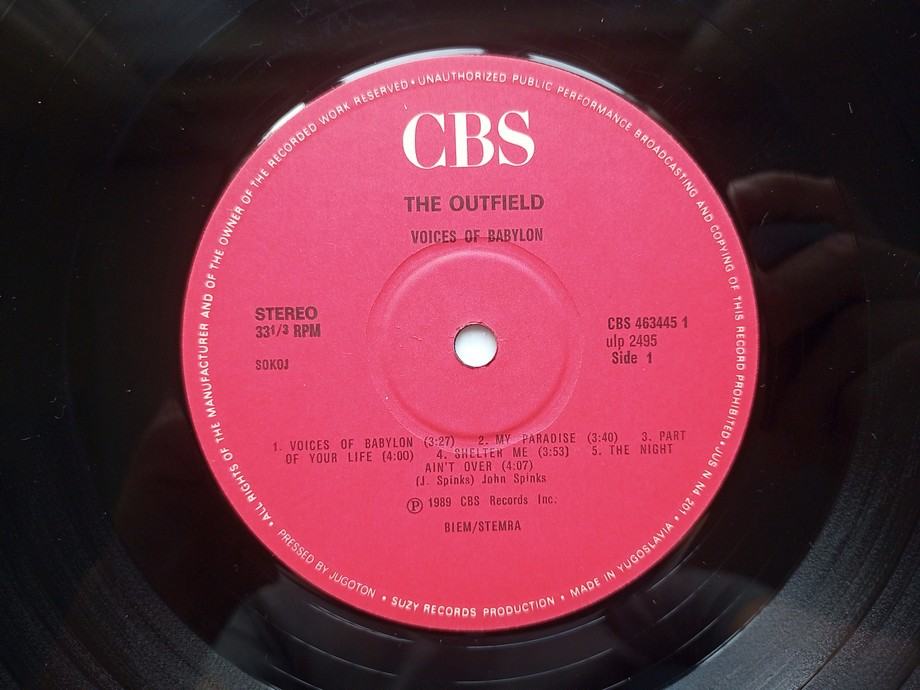 • ALL RIGHTS OF THE MANUFACTURER AND OF THE OWNER OF THE RECORDED WORK RESERVED • UNAUTHORIZED PUBLIC PERFORMANCE BROADCASTING AND COPYING OF THIS RECORD PROHIBITED • JUS N N4 201 •
CBS
THE OUTFIELD
VOICES OF BABYLON
STEREO
33 1/3 RPM
SOKOJ
CBS 463445 1
ulp 2495
Side 1
1. VOICES OF BABYLON (3:27) 2. MY PARADISE (3:40) 3. PART
OF YOUR LIFE (4:00) 4. SHELTER ME (3:53) 5. THE NIGHT
AIN'T OVER (4:07)
(J. Spinks) John Spinks
Ⓟ 1989 CBS Records Inc.
BIEM/STEMRA
PRESSED BY JUGOTON • SUZY RECORDS PRODUCTION • MADE IN YUGOSLAVIA